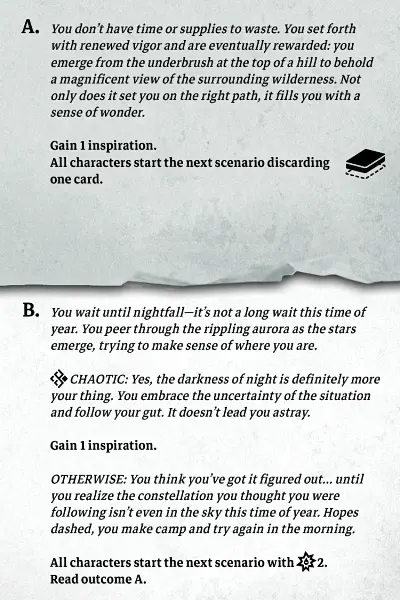 A. You don't have time or supplies to waste. You set forth
with renewed vigor and are eventually rewarded: you
emerge from the underbrush at the top of a hill to behold
a magnificent view of the surrounding wilderness. Not
only does it set you on the right path, it fills you with a
sense of wonder.
Gain 1 inspiration.
All characters start the next scenario discarding
one card.
B. You wait until nightfall—it's not a long wait this time of
year. You peer through the rippling aurora as the stars
emerge, trying to make sense of where you are.
CHAOTIC: Yes, the darkness of night is definitely more
your thing. You embrace the uncertainty of the situation
and follow your gut. It doesn't lead you astray.
Gain 1 inspiration.
OTHERWISE: You think you've got it figured out... until
you realize the constellation you thought you were
following isn't even in the sky this time of year. Hopes
dashed, you make camp and try again in the morning.
All characters start the next scenario with 2.
Read outcome A.